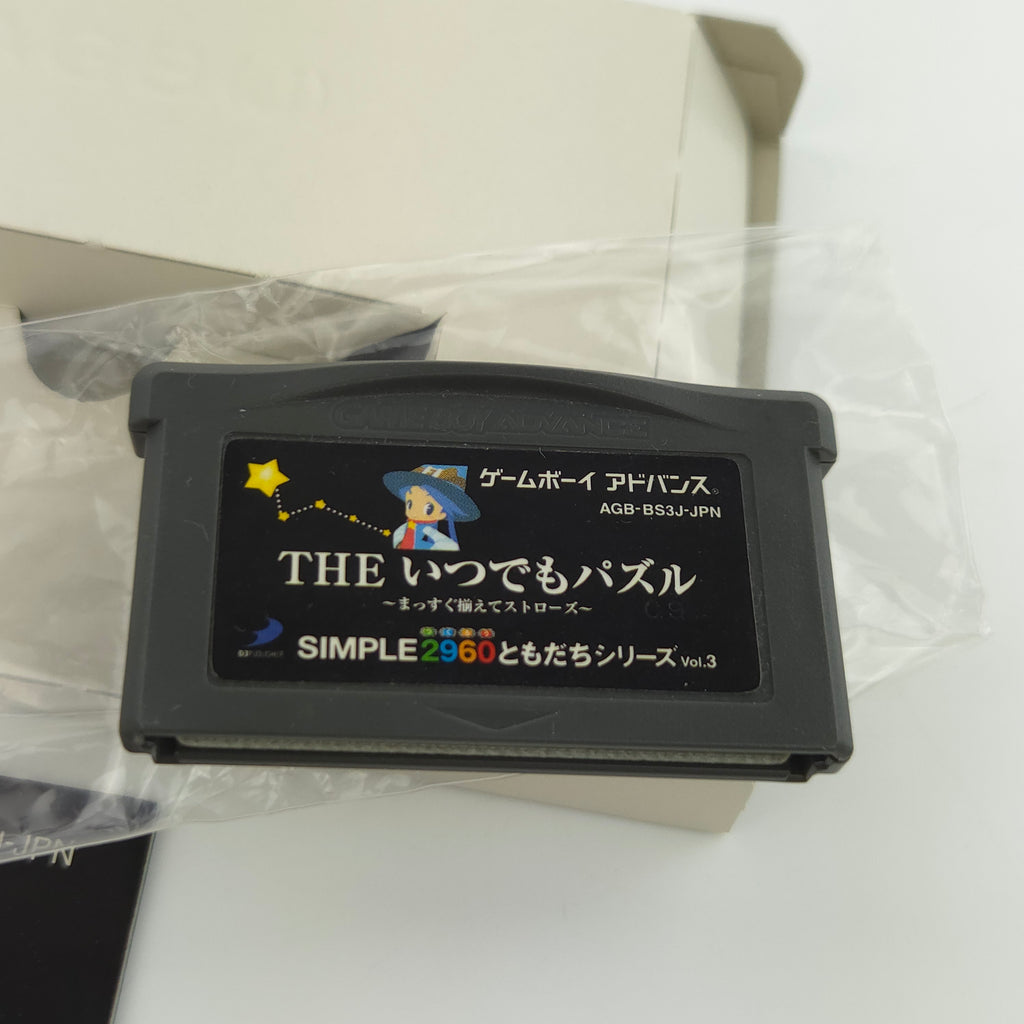 GAME BOY ADVANCE
ゲームボーイ アドバンス®
AGB-BS3J-JPN
THE いつでもパズル
～まっすぐ揃えてストローズ～
D3 PUBLISHER
SIMPLE2960ともだちシリーズ Vol.3
-JPN